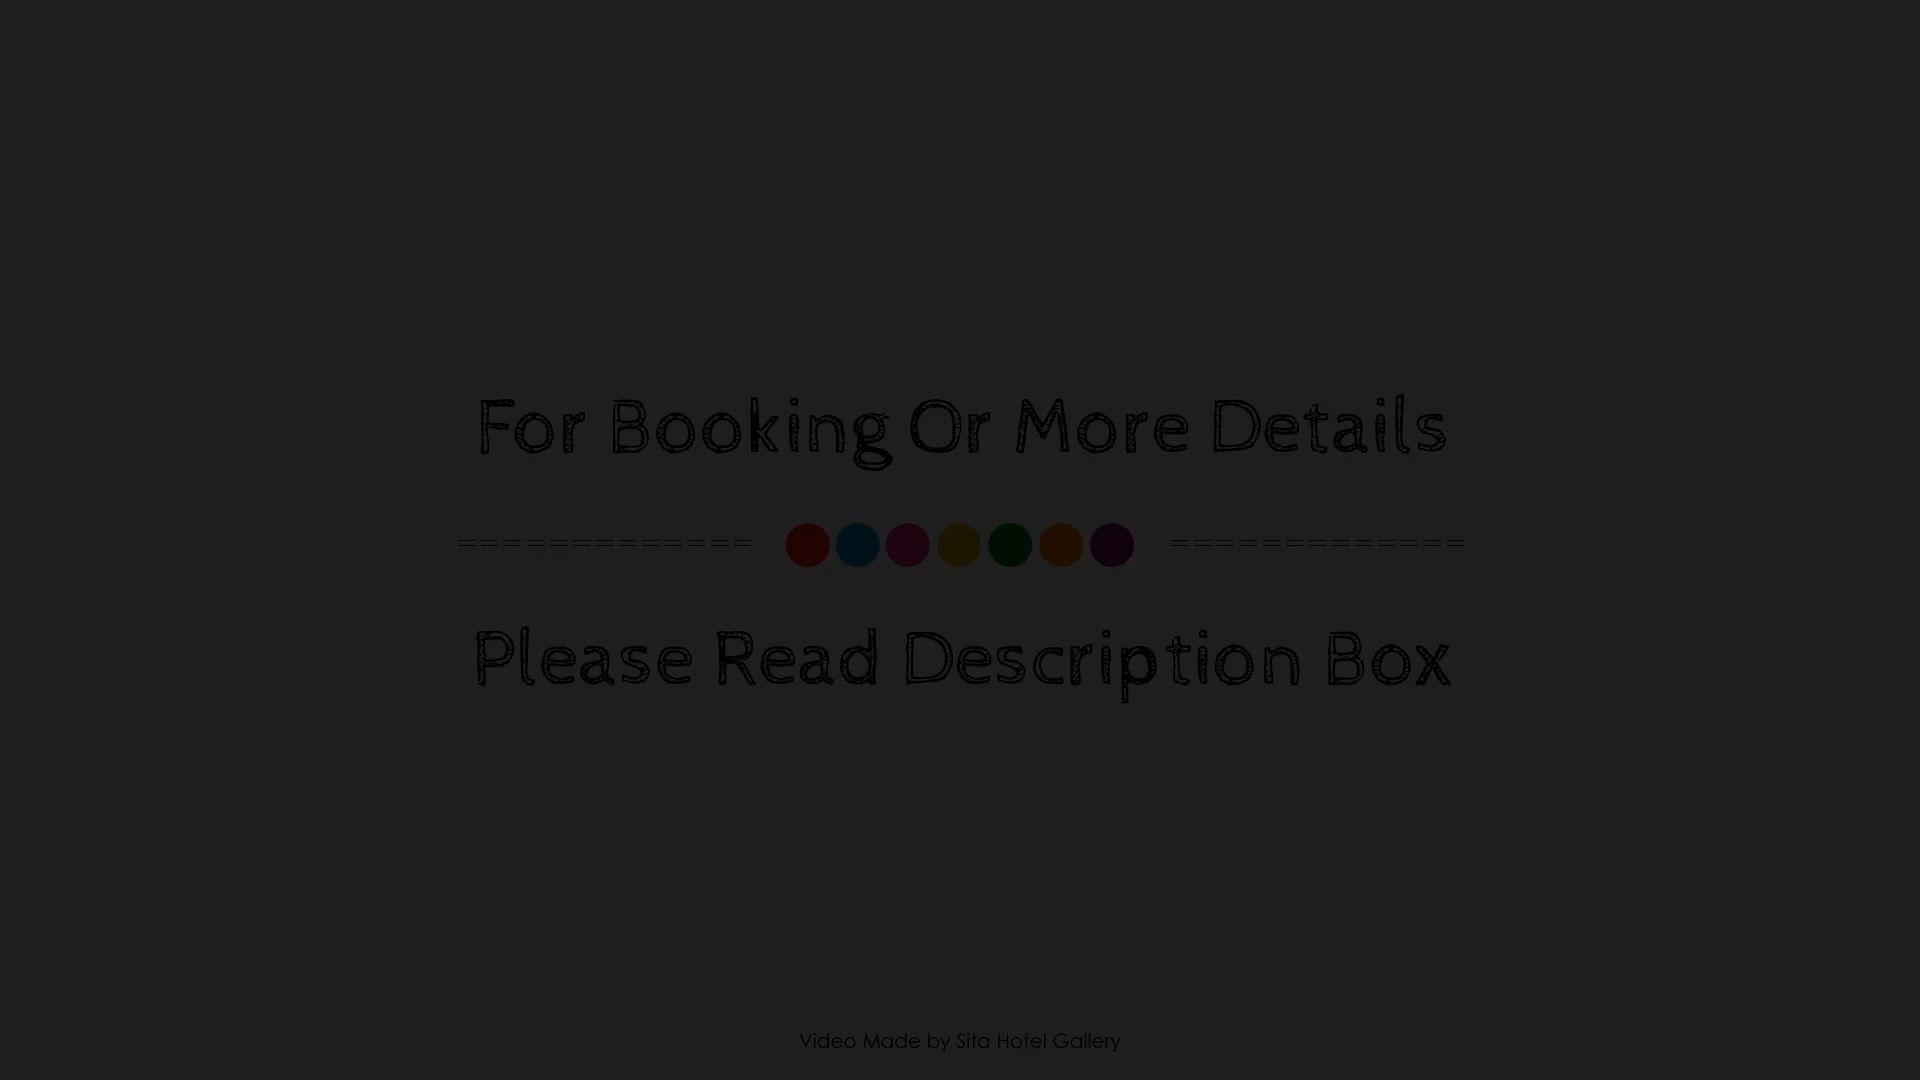 For Booking Or More Details
============= =============
Please Read Description Box
Video Made by Sita Hotel Gallery